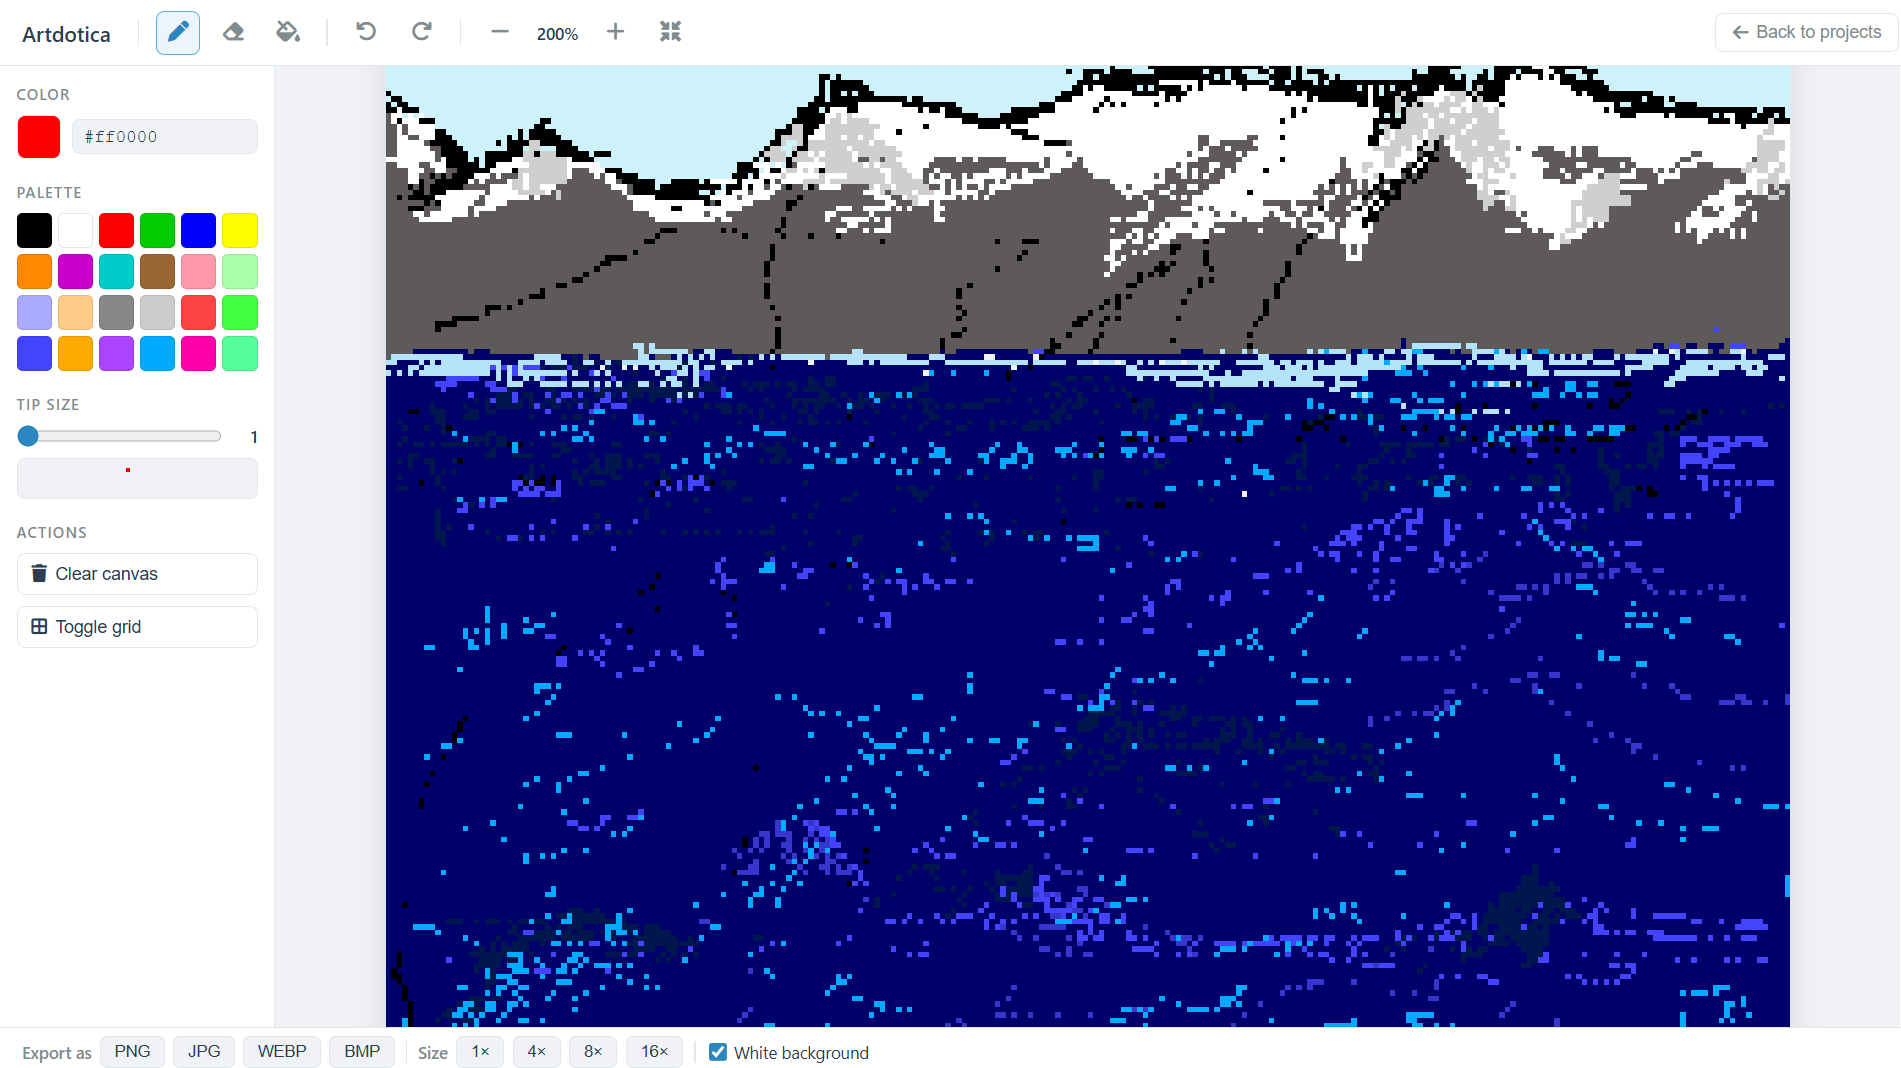 Artdotica
200%
Back to projects
COLOR
#ff0000
PALETTE
TIP SIZE
1
ACTIONS
Clear canvas
Toggle grid
Export as PNG JPG WEBP BMP Size 1× 4× 8× 16× White background